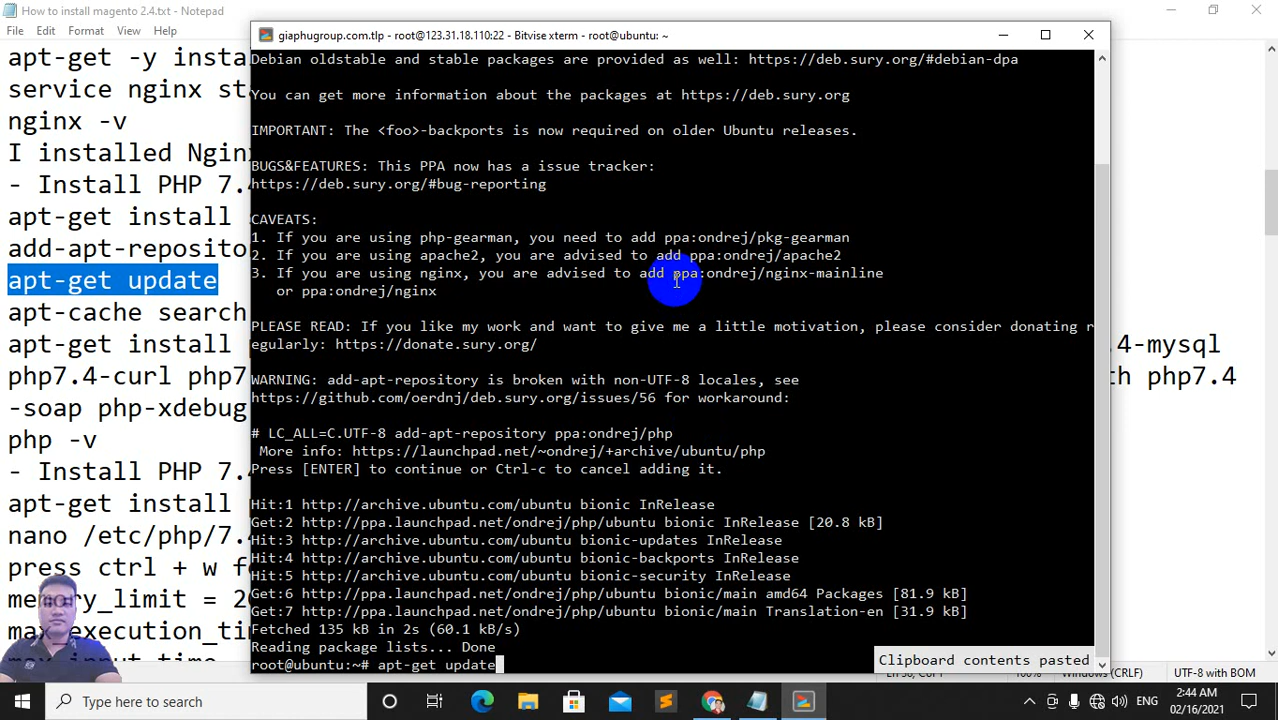 How to install magento 2.4.txt - Notepad
File Edit Format View Help
apt-get -y instal
service nginx st
nginx -v
I installed Ngin
- Install PHP 7.4
apt-get install
add-apt-reposito
apt-get update
apt-cache search
apt-get install p
4-mysql
php7.4-curl php7
th php7.4
-soap php-xdebug
php -v
- Install PHP 7.4
apt-get install
nano /etc/php/7.4
press ctrl + w fo
memory_limit = 2
max_execution_ti
max input time
giaphugroup.com.tlp - root@123.31.18.110:22 - Bitvise xterm - root@ubuntu: ~
Debian oldstable and stable packages are provided as well: https://deb.sury.org/#debian-dpa
You can get more information about the packages at https://deb.sury.org
IMPORTANT: The <foo>-backports is now required on older Ubuntu releases.
BUGS&FEATURES: This PPA now has a issue tracker:
https://deb.sury.org/#bug-reporting
CAVEATS:
1. If you are using php-gearman, you need to add ppa:ondrej/pkg-gearman
2. If you are using apache2, you are advised to add ppa:ondrej/apache2
3. If you are using nginx, you are advised to add ppa:ondrej/nginx-mainline
or ppa:ondrej/nginx
PLEASE READ: If you like my work and want to give me a little motivation, please consider donating r
egularly: https://donate.sury.org/
WARNING: add-apt-repository is broken with non-UTF-8 locales, see
https://github.com/oerdnj/deb.sury.org/issues/56 for workaround:
# LC_ALL=C.UTF-8 add-apt-repository ppa:ondrej/php
More info: https://launchpad.net/~ondrej/+archive/ubuntu/php
Press [ENTER] to continue or Ctrl-c to cancel adding it.
Hit:1 http://archive.ubuntu.com/ubuntu bionic InRelease
Get:2 http://ppa.launchpad.net/ondrej/php/ubuntu bionic InRelease [20.8 kB]
Hit:3 http://archive.ubuntu.com/ubuntu bionic-updates InRelease
Hit:4 http://archive.ubuntu.com/ubuntu bionic-backports InRelease
Hit:5 http://archive.ubuntu.com/ubuntu bionic-security InRelease
Get:6 http://ppa.launchpad.net/ondrej/php/ubuntu bionic/main amd64 Packages [81.9 kB]
Get:7 http://ppa.launchpad.net/ondrej/php/ubuntu bionic/main Translation-en [31.9 kB]
Fetched 135 kB in 2s (60.1 kB/s)
Reading package lists... Done
root@ubuntu:~# apt-get update
Clipboard contents pasted
Windows (CRLF) UTF-8 with BOM
Type here to search
ENG
2:44 AM
02/16/2021